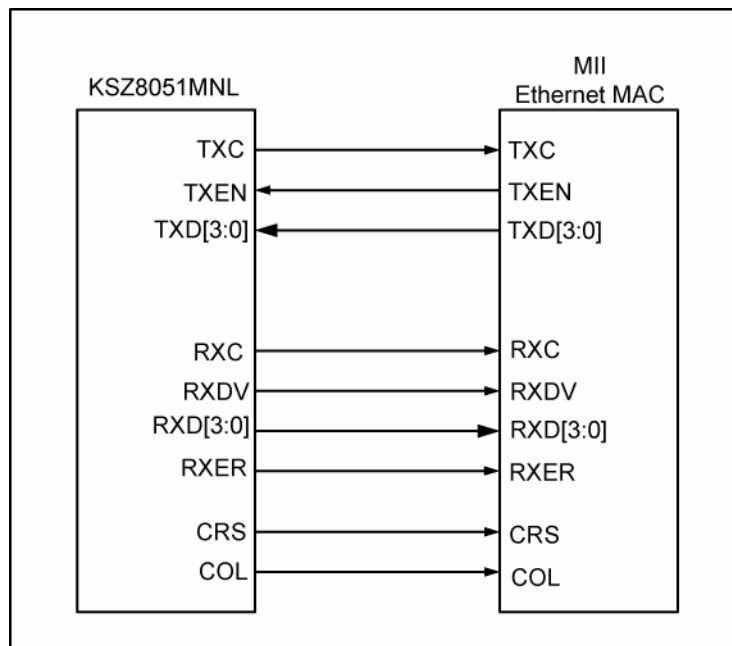 KSZ8051MNL
MII
Ethernet MAC
TXC TXC
TXEN TXEN
TXD[3:0] TXD[3:0]
RXC RXC
RXDV RXDV
RXD[3:0] RXD[3:0]
RXER RXER
CRS CRS
COL COL